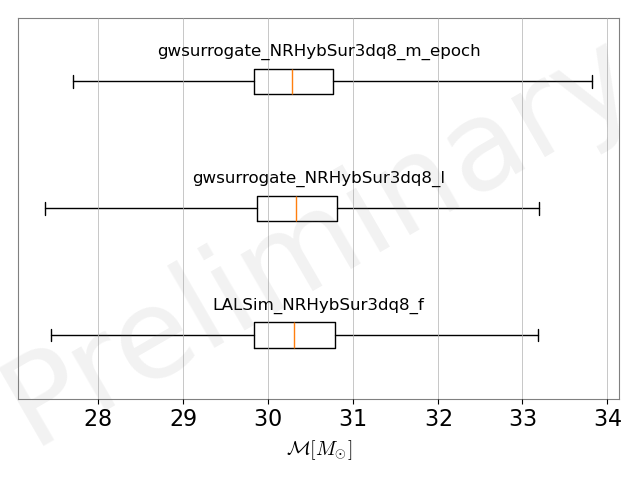 gwsurrogate_NRHybSur3dq8_m_epoch
gwsurrogate_NRHybSur3dq8_l
LALSim_NRHybSur3dq8_f
Preliminary
28 29 30 31 32 33 34
ℳ[M⊙]